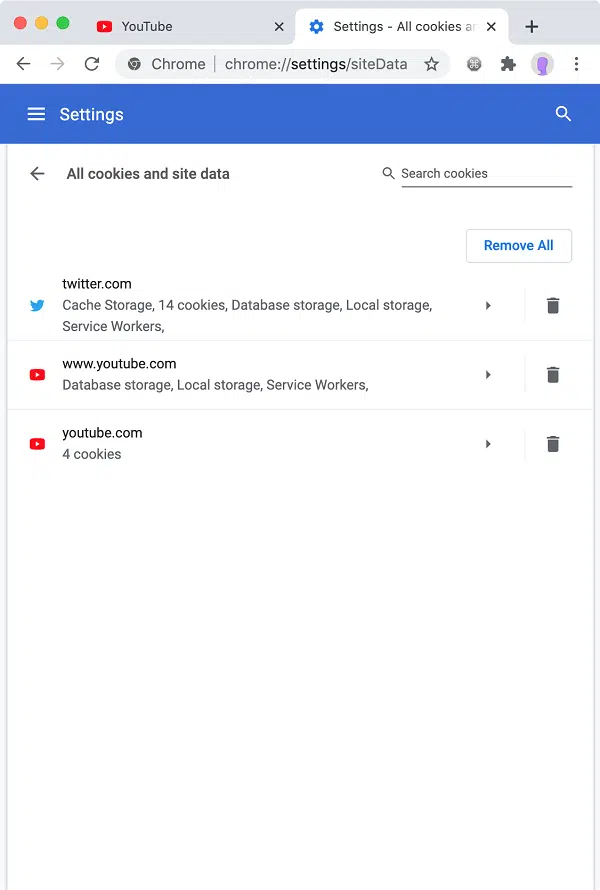 YouTube
Settings - All cookies a
Chrome
chrome://settings/siteData
Settings
All cookies and site data
Search cookies
Remove All
twitter.com
Cache Storage, 14 cookies, Database storage, Local storage,
Service Workers,
www.youtube.com
Database storage, Local storage, Service Workers,
youtube.com
4 cookies